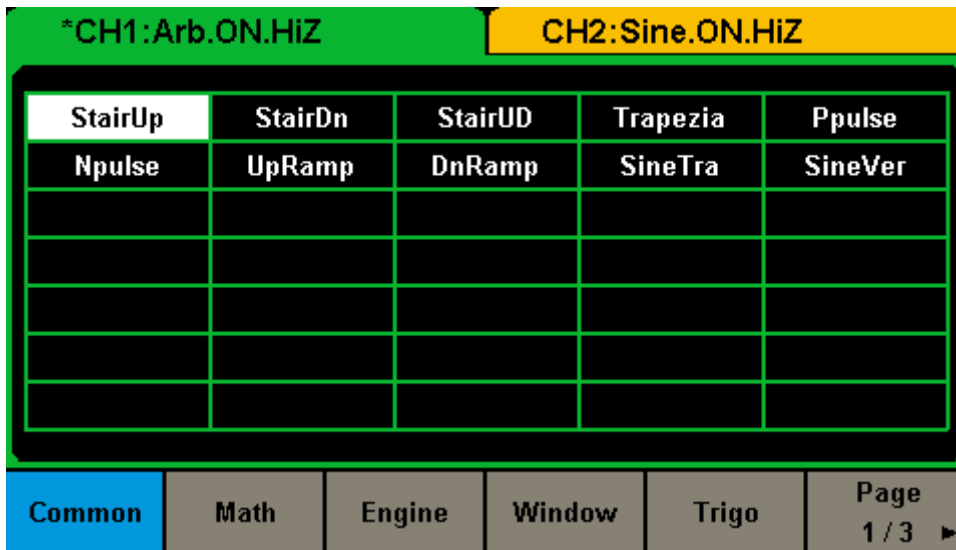 *CH1:Arb.ON.HiZ CH2:Sine.ON.HiZ
StairUp StairDn StairUD Trapezia Ppulse
Npulse UpRamp DnRamp SineTra SineVer
Common Math Engine Window Trigo Page
1 / 3 ►